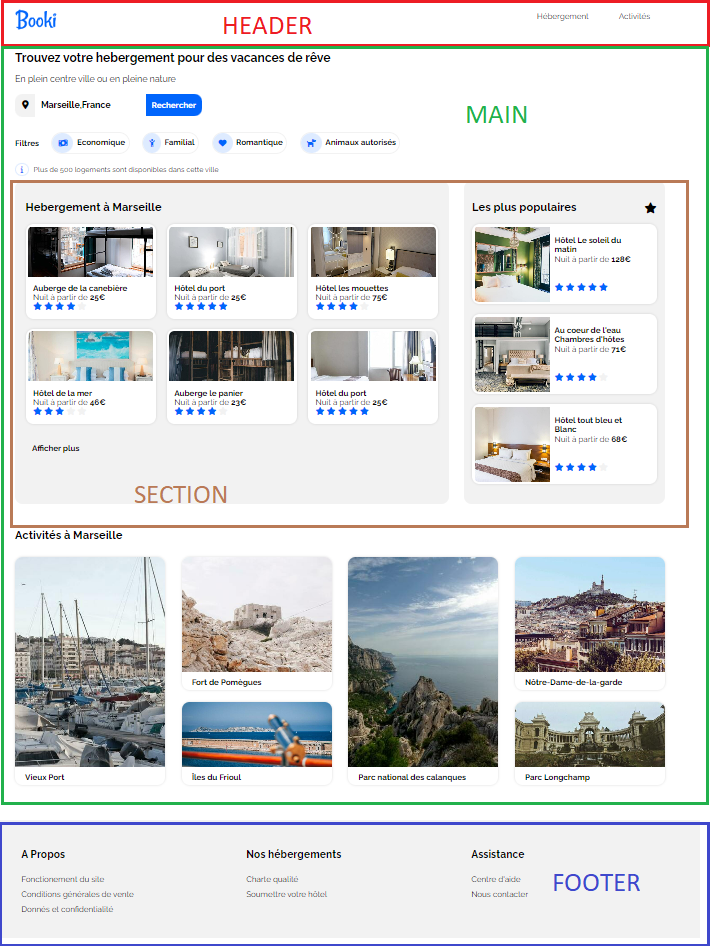 Booki
HEADER
Hébergement
Activités
Trouvez votre hebergement pour des vacances de rêve
En plein centre ville ou en pleine nature
Marseille,France
Rechercher
MAIN
Filtres
Economique
Familial
Romantique
Animaux autorisés
Plus de 500 logements sont disponibles dans cette ville
Hebergement à Marseille
Auberge de la canebière
Nuit à partir de 25€
Hôtel du port
Nuit à partir de 25€
Hôtel les mouettes
Nuit à partir de 75€
Hôtel de la mer
Nuit à partir de 46€
Auberge le panier
Nuit à partir de 23€
Hôtel du port
Nuit à partir de 25€
Afficher plus
SECTION
Les plus populaires
Hôtel Le soleil du
matin
Nuit à partir de 128€
Au coeur de l'eau
Chambres d'hôtes
Nuit à partir de 71€
Hôtel tout bleu et
Blanc
Nuit à partir de 68€
Activités à Marseille
Vieux Port
Fort de Pomègues
Îles du Frioul
Parc national des calanques
Nôtre-Dame-de-la-garde
Parc Longchamp
A Propos
Fonctionement du site
Conditions générales de vente
Donnés et confidentialité
Nos hébergements
Charte qualité
Soumettre votre hôtel
Assistance
Centre d'aide
Nous contacter
FOOTER